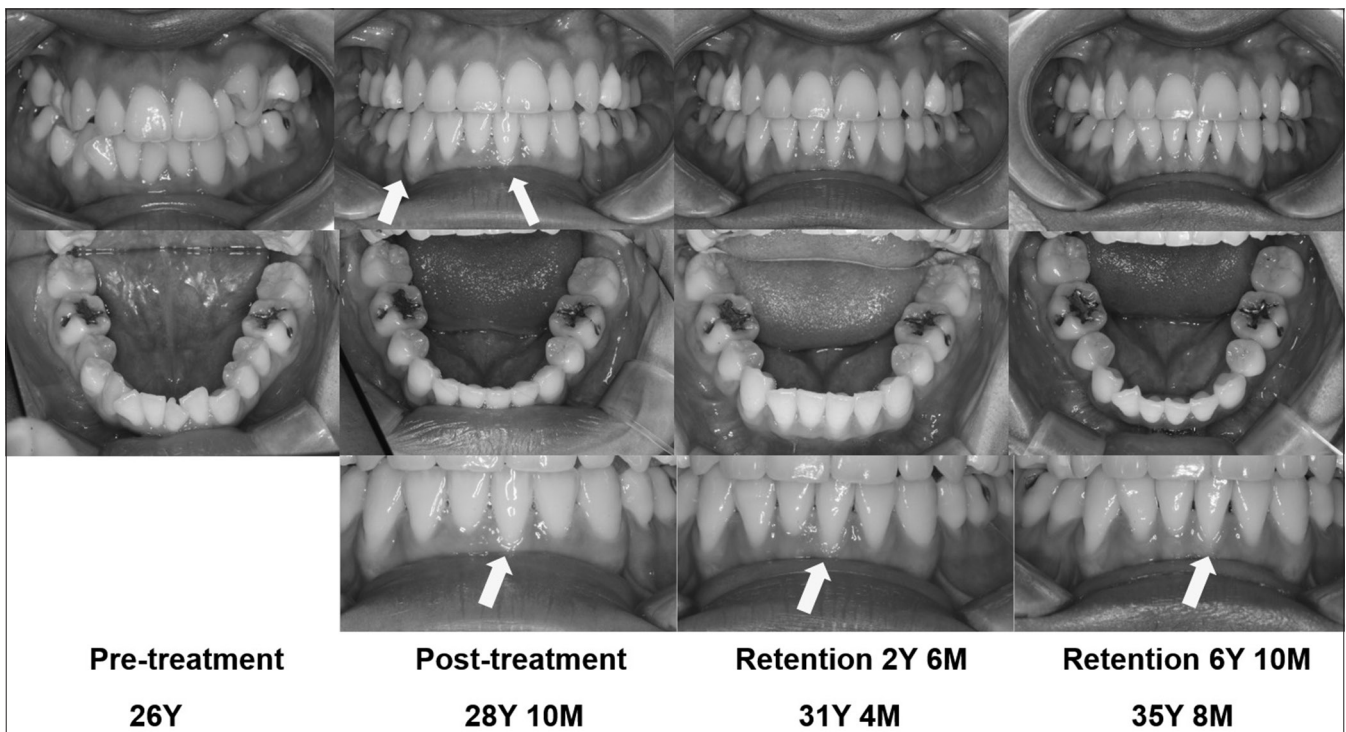 Pre-treatment
Post-treatment
Retention 2Y 6M
Retention 6Y 10M
26Y
28Y 10M
31Y 4M
35Y 8M